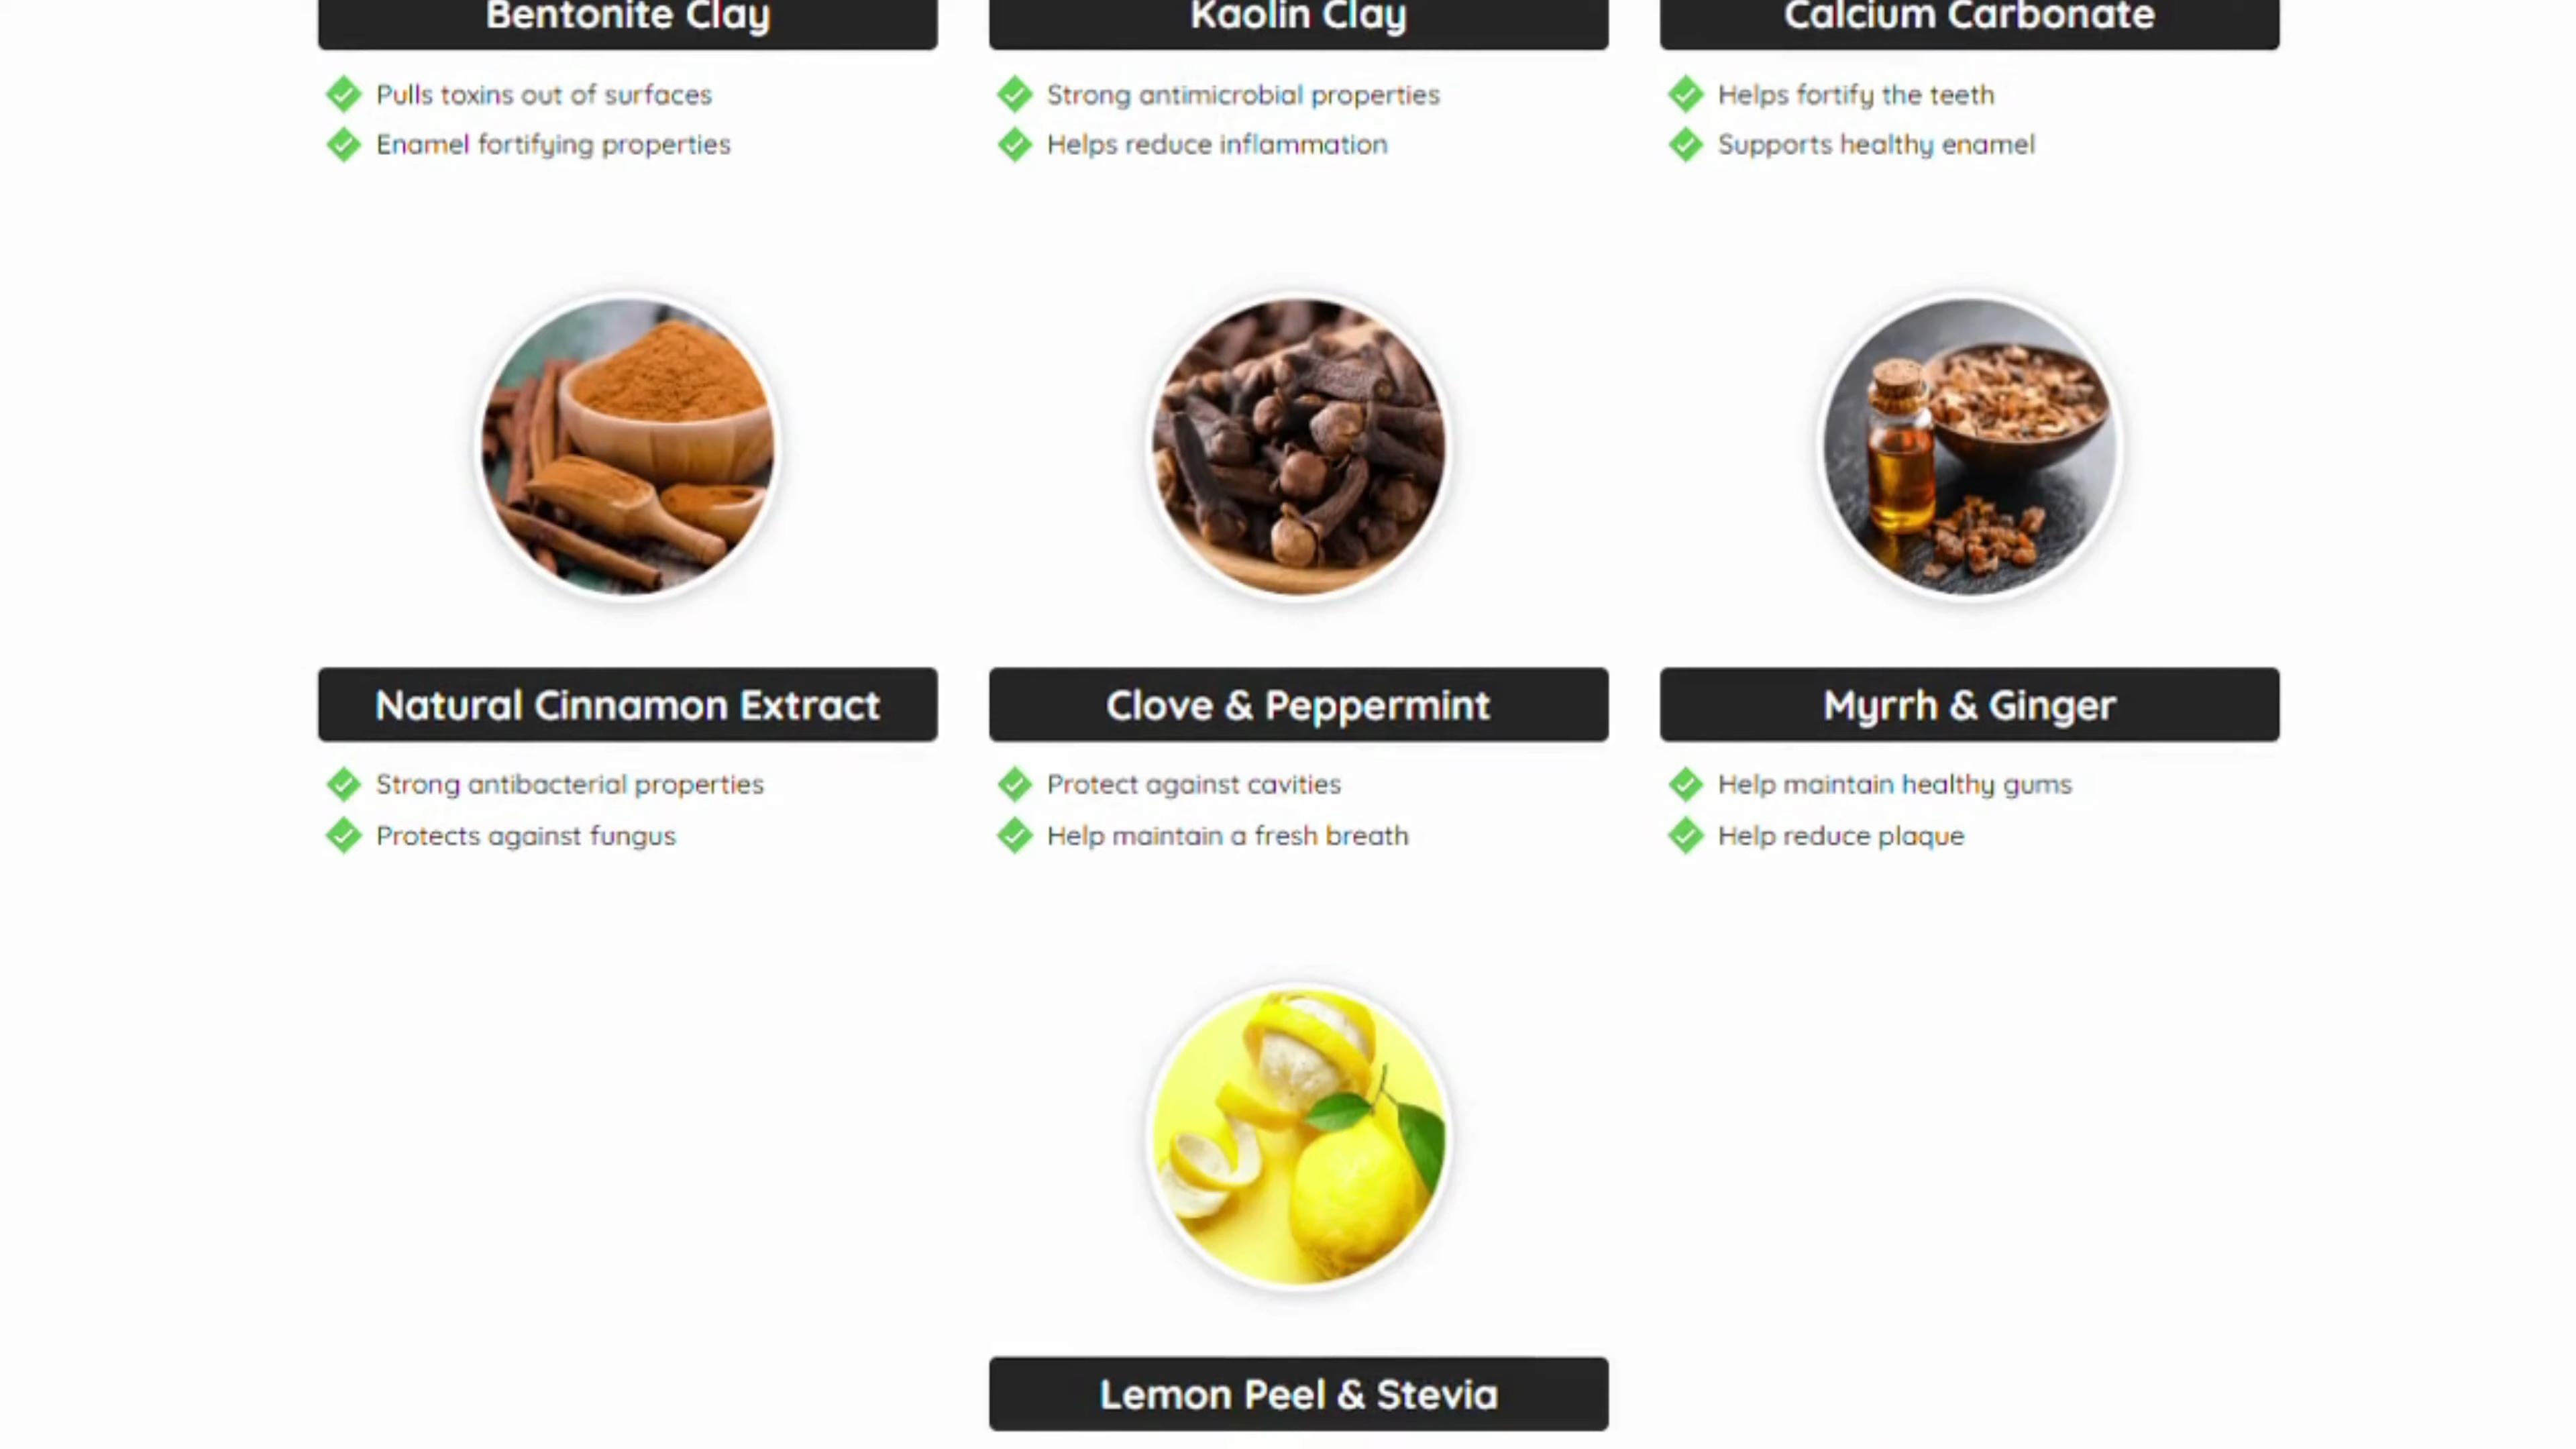 Bentonite Clay
Pulls toxins out of surfaces
Enamel fortifying properties
Kaolin Clay
Strong antimicrobial properties
Helps reduce inflammation
Calcium Carbonate
Helps fortify the teeth
Supports healthy enamel
Natural Cinnamon Extract
Strong antibacterial properties
Protects against fungus
Clove & Peppermint
Protect against cavities
Help maintain a fresh breath
Myrrh & Ginger
Help maintain healthy gums
Help reduce plaque
Lemon Peel & Stevia